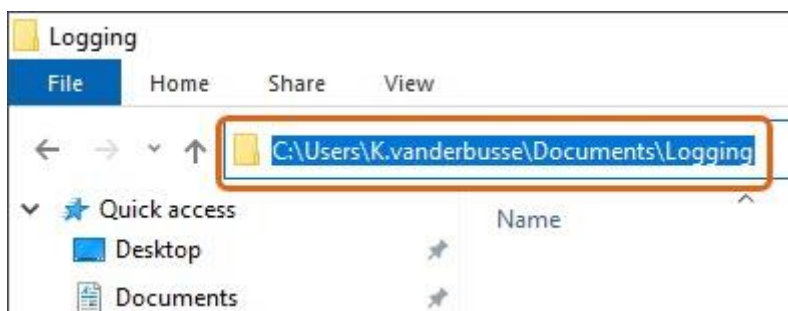 Logging
File Home Share View
C:\Users\K.vanderbusse\Documents\Logging
Quick access
Name
Desktop
Documents